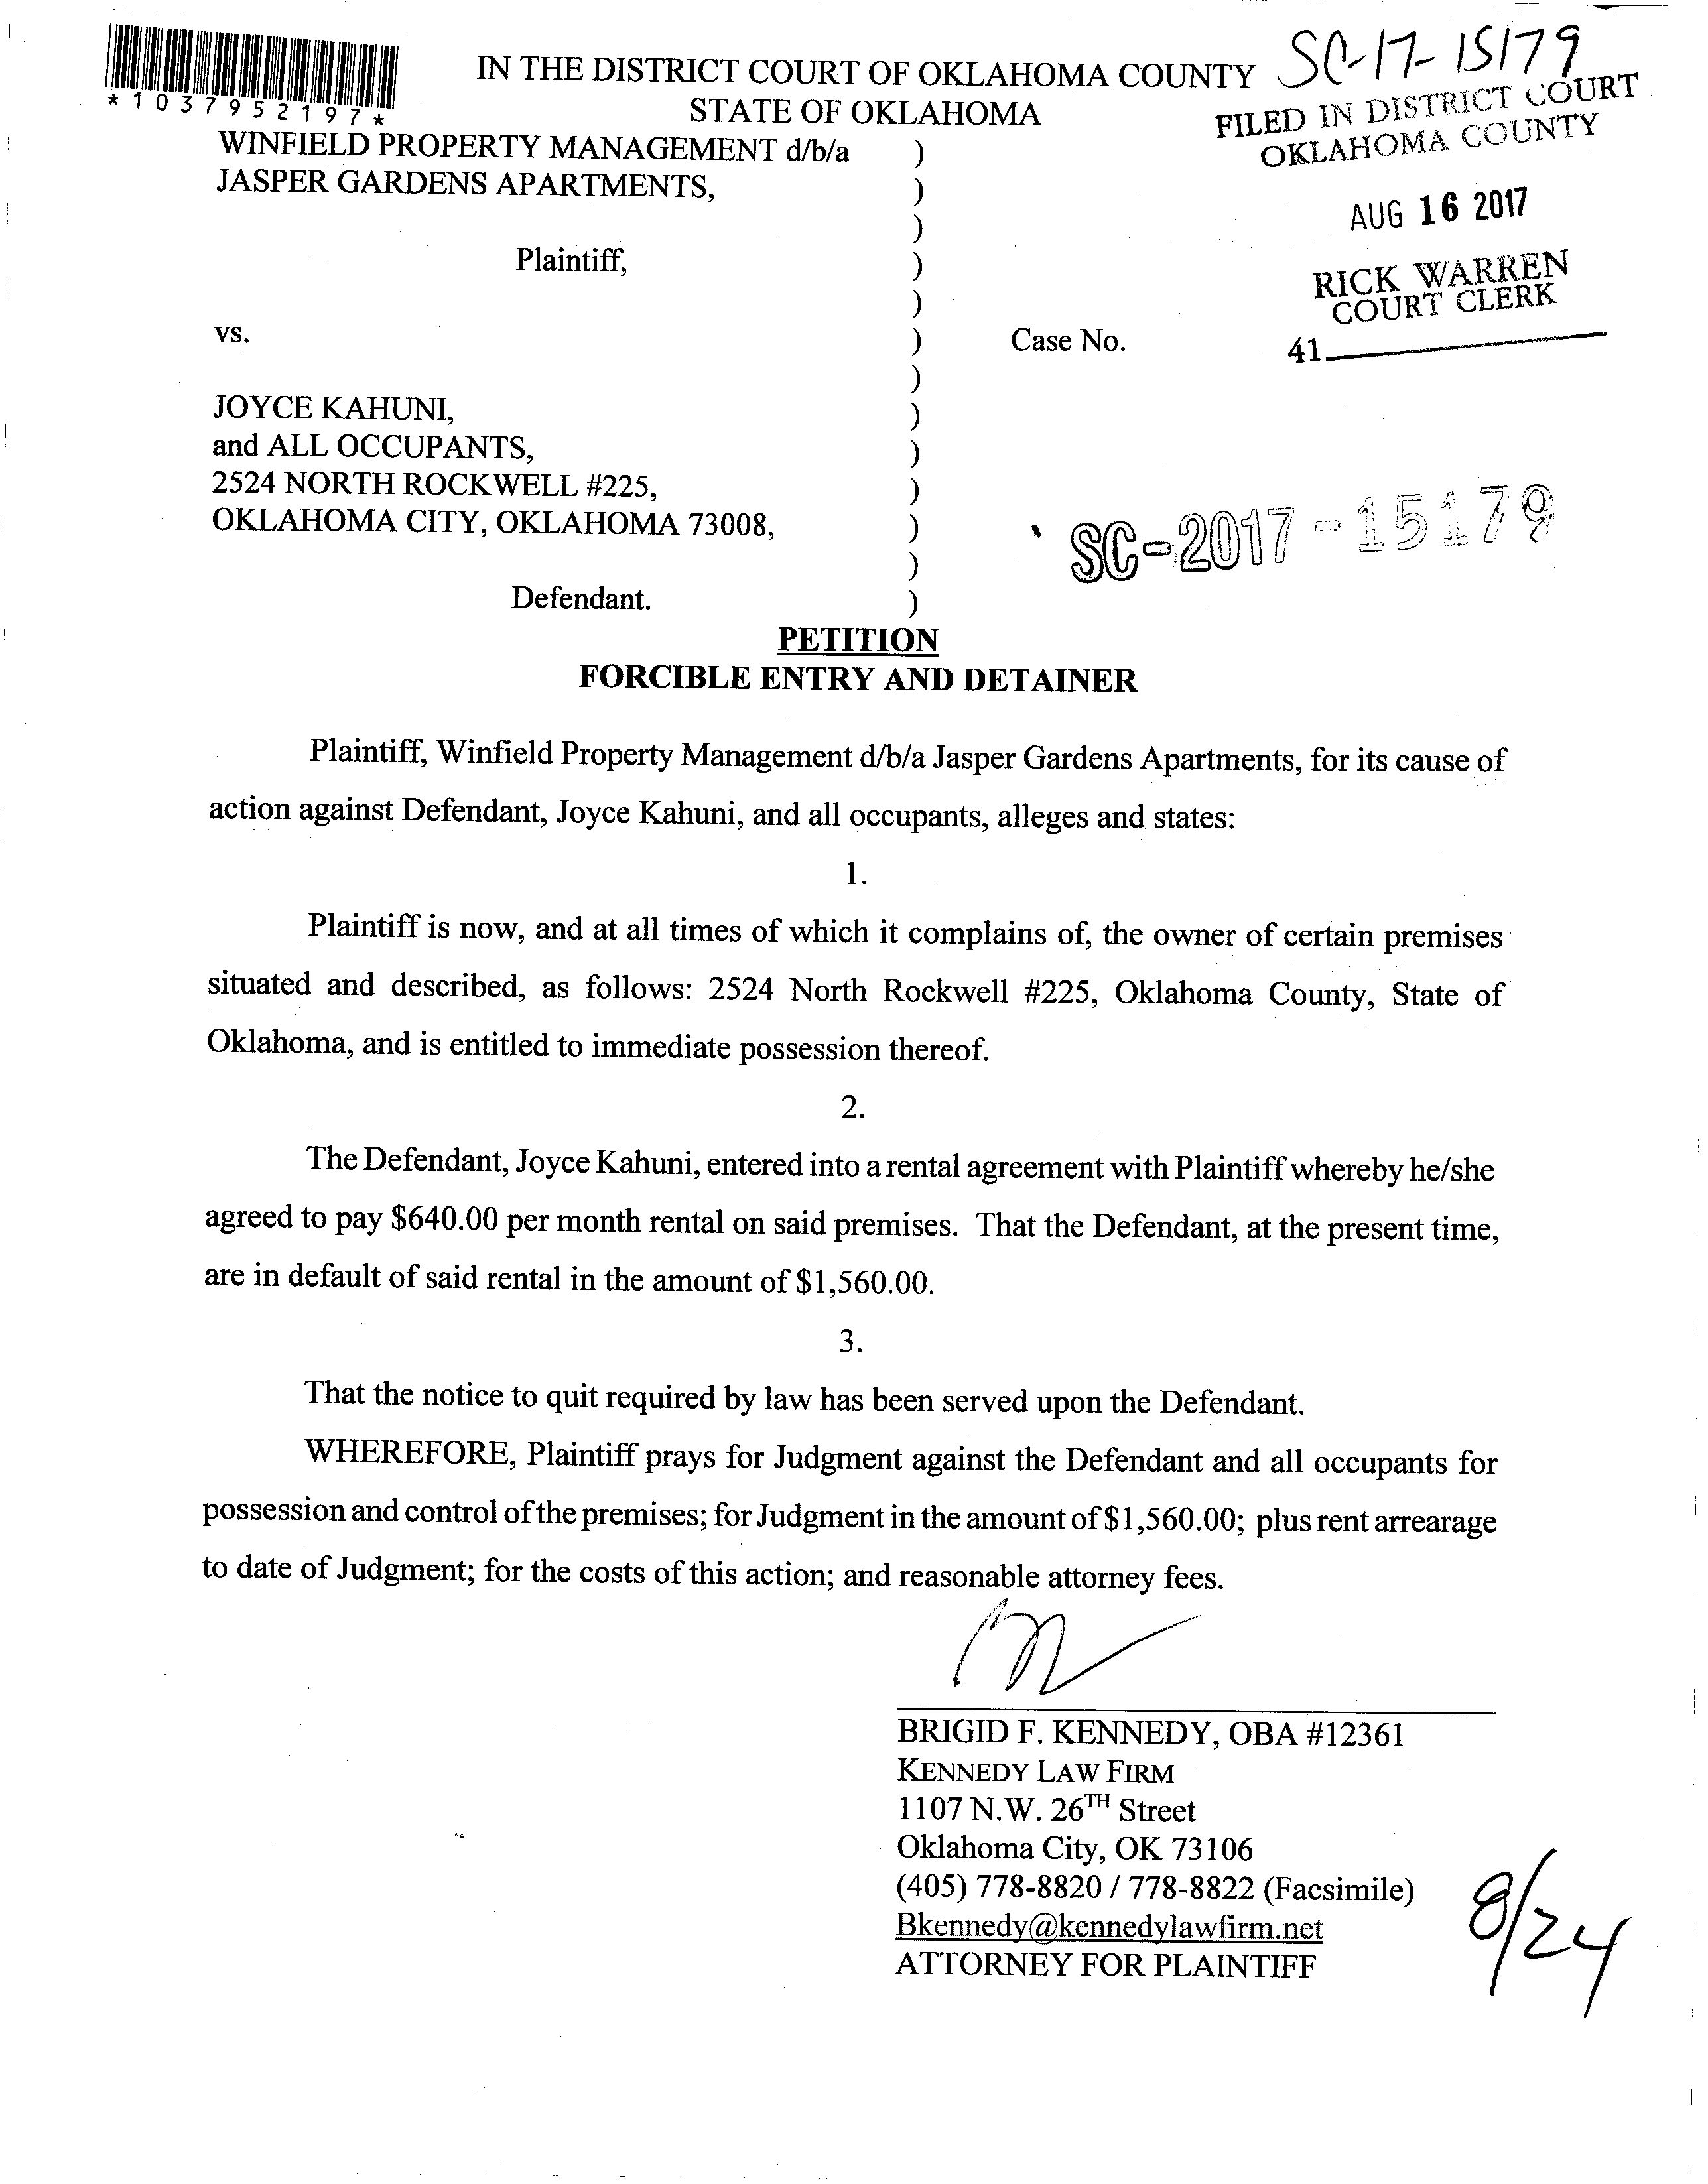 *1037952197*
IN THE DISTRICT COURT OF OKLAHOMA COUNTY
STATE OF OKLAHOMA
SC-17-15179
FILED IN DISTRICT COURT
OKLAHOMA COUNTY
AUG 16 2017
RICK WARREN
COURT CLERK
41
WINFIELD PROPERTY MANAGEMENT d/b/a )
JASPER GARDENS APARTMENTS, )
)
Plaintiff, )
)
vs. ) Case No.
)
JOYCE KAHUNI, )
and ALL OCCUPANTS, )
2524 NORTH ROCKWELL #225, )
OKLAHOMA CITY, OKLAHOMA 73008, )
SC-2017-15179
)
Defendant. )
PETITION
FORCIBLE ENTRY AND DETAINER
Plaintiff, Winfield Property Management d/b/a Jasper Gardens Apartments, for its cause of
action against Defendant, Joyce Kahuni, and all occupants, alleges and states:
1.
Plaintiff is now, and at all times of which it complains of, the owner of certain premises
situated and described, as follows: 2524 North Rockwell #225, Oklahoma County, State of
Oklahoma, and is entitled to immediate possession thereof.
2.
The Defendant, Joyce Kahuni, entered into a rental agreement with Plaintiff whereby he/she
agreed to pay $640.00 per month rental on said premises. That the Defendant, at the present time,
are in default of said rental in the amount of $1,560.00.
3.
That the notice to quit required by law has been served upon the Defendant.
WHEREFORE, Plaintiff prays for Judgment against the Defendant and all occupants for
possession and control of the premises; for Judgment in the amount of $1,560.00; plus rent arrearage
to date of Judgment; for the costs of this action; and reasonable attorney fees.
BRIGID F. KENNEDY, OBA #12361
KENNEDY LAW FIRM
1107 N.W. 26TH Street
Oklahoma City, OK 73106
(405) 778-8820 / 778-8822 (Facsimile)
Bkennedy@kennedylawfirm.net
ATTORNEY FOR PLAINTIFF
8/24